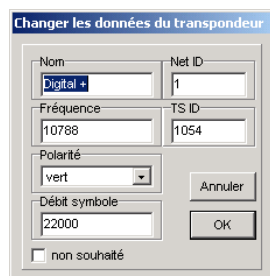 Changer les données du transpondeur
Nom
Net ID
Digital +
1
Fréquence
TS ID
10788
1054
Polarité
vert
Annuler
Débit symbole
22000
OK
non souhaité